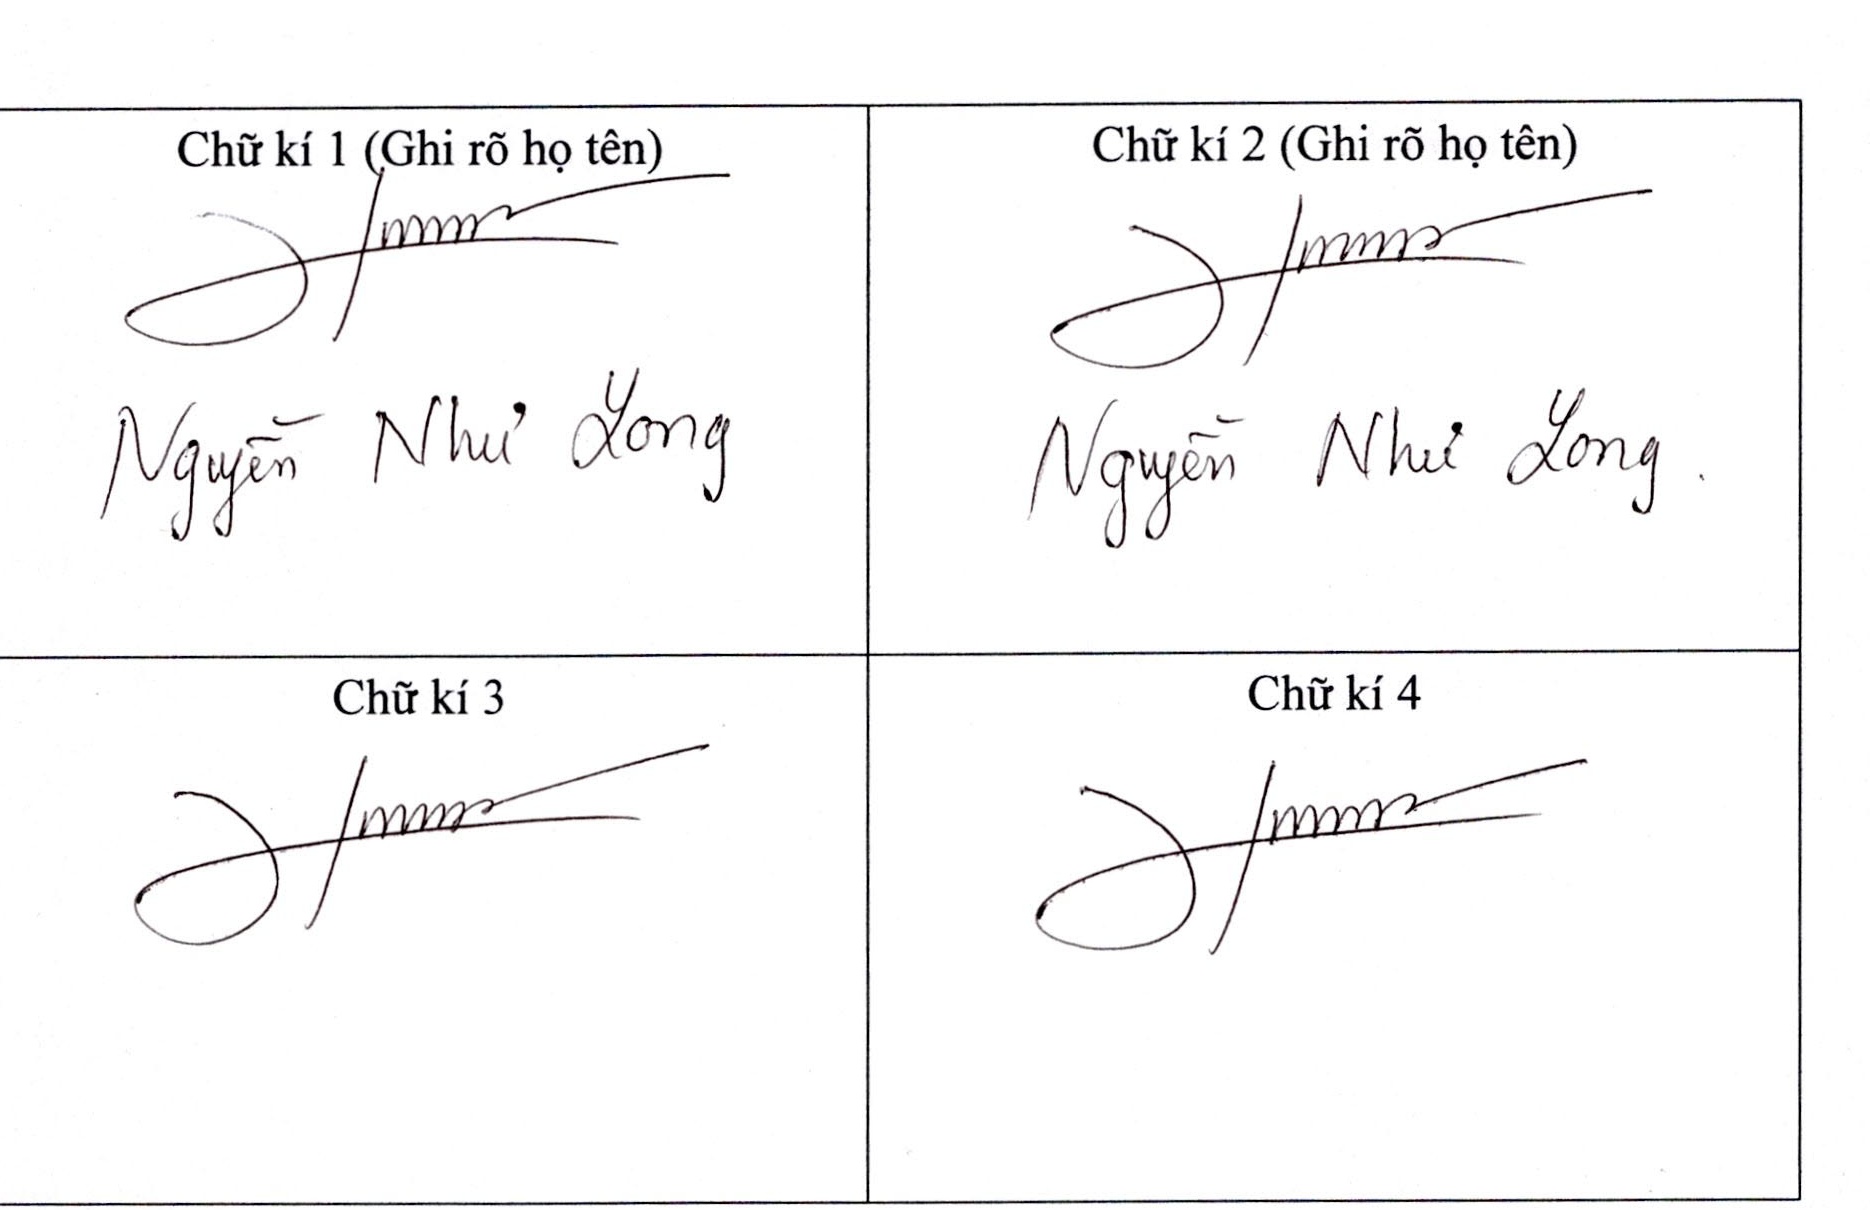 Chữ kí 1 (Ghi rõ họ tên)
Nguyễn Như Long
Chữ kí 2 (Ghi rõ họ tên)
Nguyễn Như Long.
Chữ kí 3
Chữ kí 4